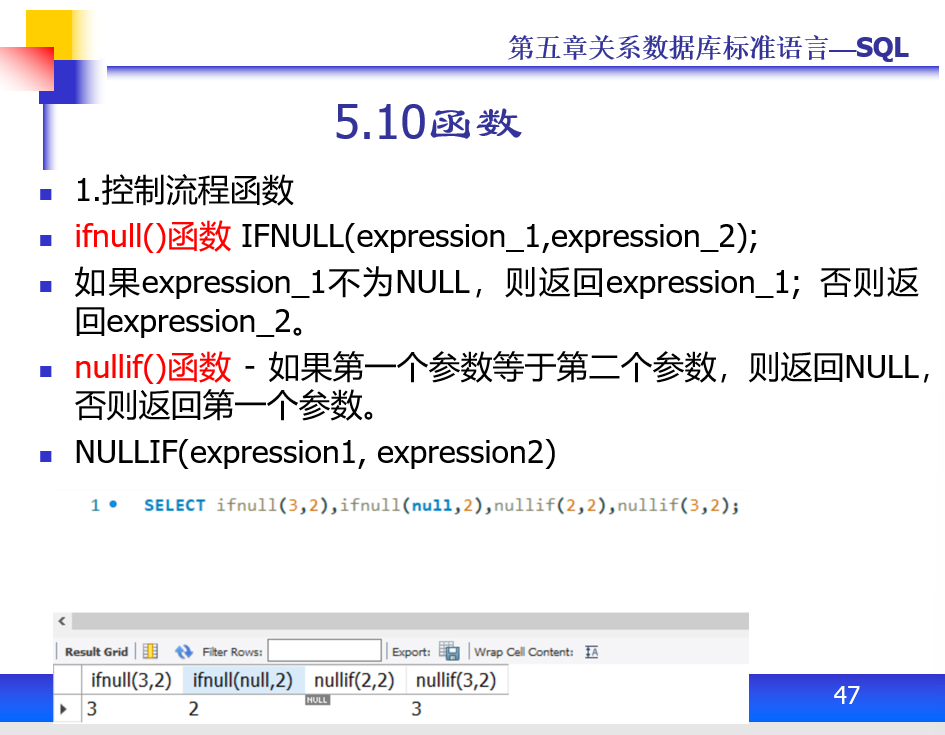 第五章关系数据库标准语言—SQL
5.10函数
1.控制流程函数
ifnull()函数 IFNULL(expression_1,expression_2);
如果expression_1不为NULL，则返回expression_1；否则返
回expression_2。
nullif()函数 - 如果第一个参数等于第二个参数，则返回NULL，
否则返回第一个参数。
NULLIF(expression1, expression2)
1 SELECT ifnull(3,2),ifnull(null,2),nullif(2,2),nullif(3,2);
Result Grid Filter Rows: Export: Wrap Cell Content:
ifnull(3,2) ifnull(null,2) nullif(2,2) nullif(3,2)
3 2 NULL 3
47